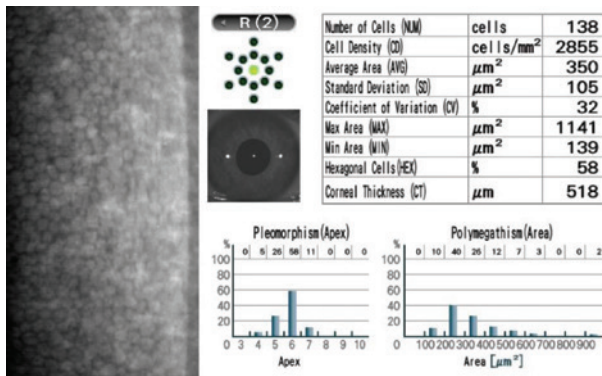 R(2)
Number of Cells (NUM) cells 138
Cell Density (CD) cells/mm² 2855
Average Area (AVG) μm² 350
Standard Deviation (SD) μm² 105
Coefficient of Variation (CV) % 32
Max Area (MAX) μm² 1141
Min Area (MIN) μm² 139
Hexagonal Cells(HEX) % 58
Corneal Thickness (CT) μm 518
Pleomorphism(Apex)
% 0 5 26 58 11 0 0 0
100
80
60
40
20
0 3 4 5 6 7 8 9 10
Apex
Polymegathism(Area)
% 0 10 40 26 12 7 3 0 0 2
100
80
60
40
20
0 100 200 300 400 500 600 700 800 900
Area [μm²]